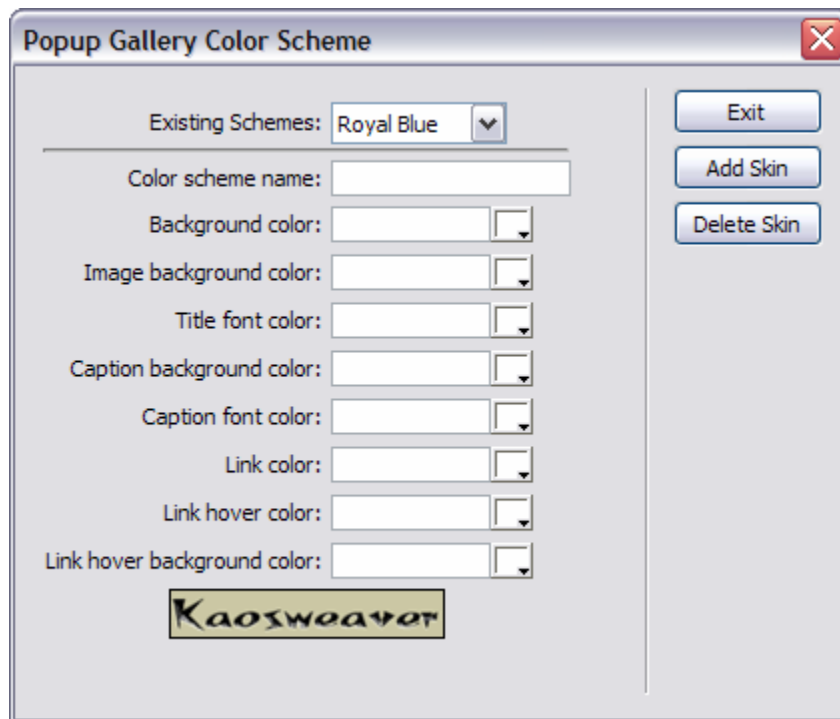 Popup Gallery Color Scheme
Existing Schemes: Royal Blue
Exit
Color scheme name:
Add Skin
Background color:
Delete Skin
Image background color:
Title font color:
Caption background color:
Caption font color:
Link color:
Link hover color:
Link hover background color:
Kaosweaver